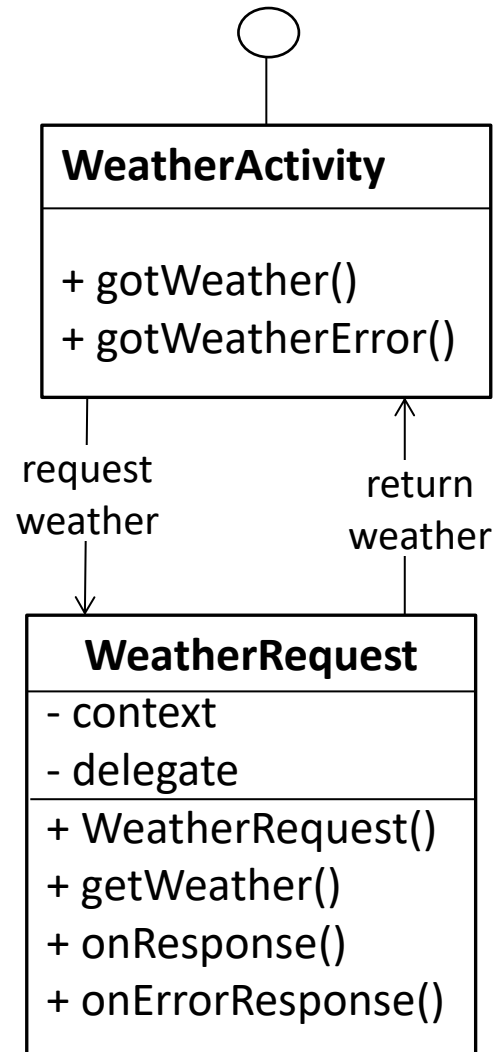 WeatherActivity
+ gotWeather()
+ gotWeatherError()
request
weather
return
weather
WeatherRequest
- context
- delegate
+ WeatherRequest()
+ getWeather()
+ onResponse()
+ onErrorResponse()